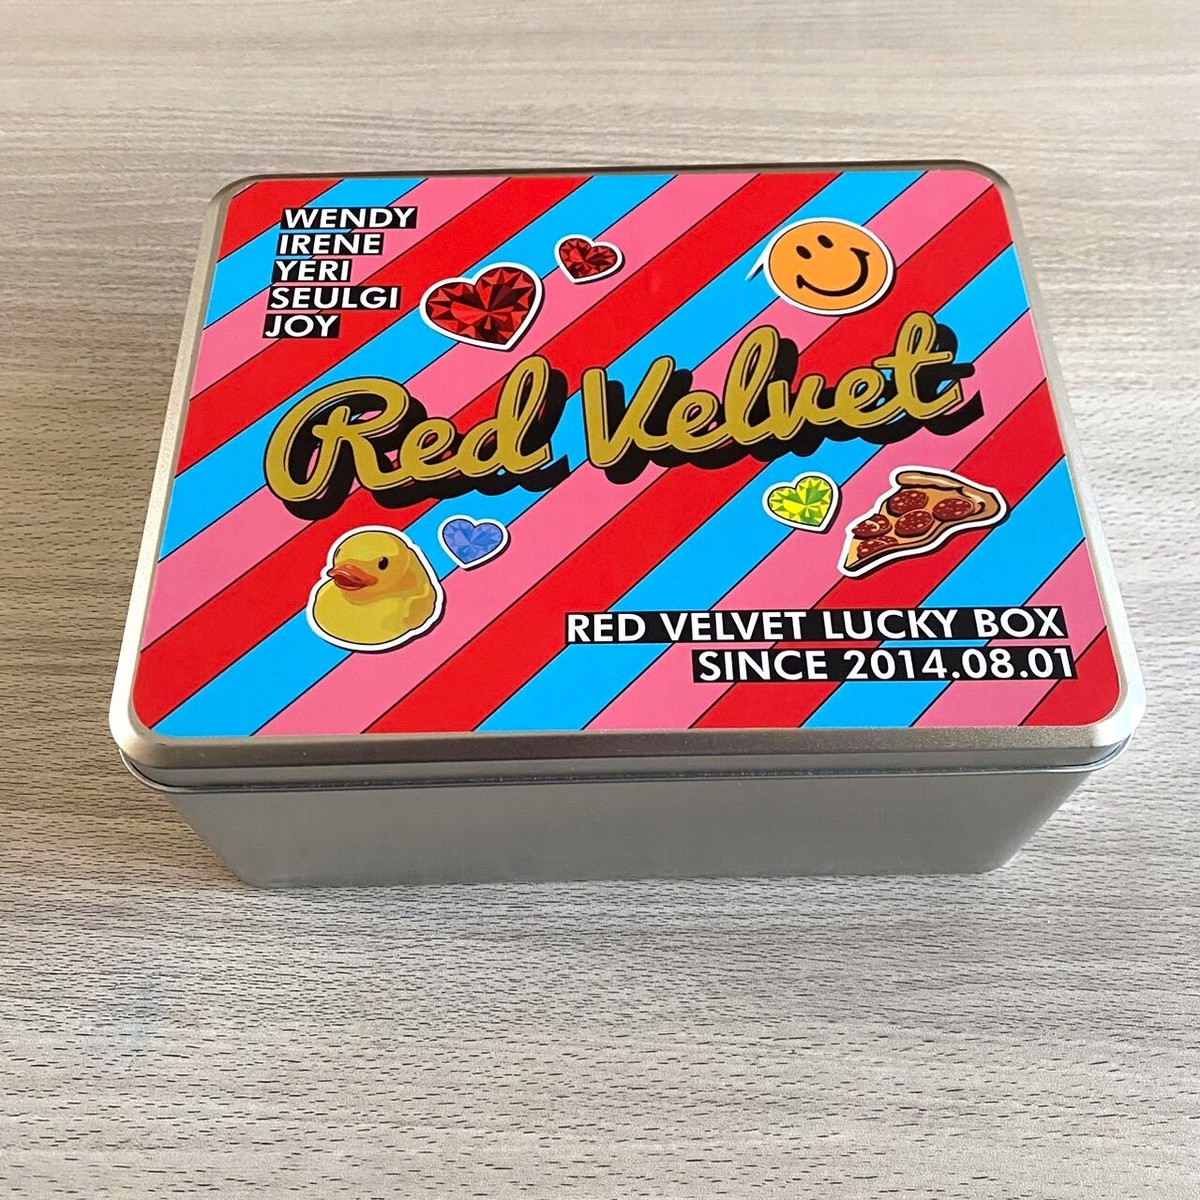 WENDY
IRENE
YERI
SEULGI
JOY
Red Velvet
RED VELVET LUCKY BOX
SINCE 2014.08.01